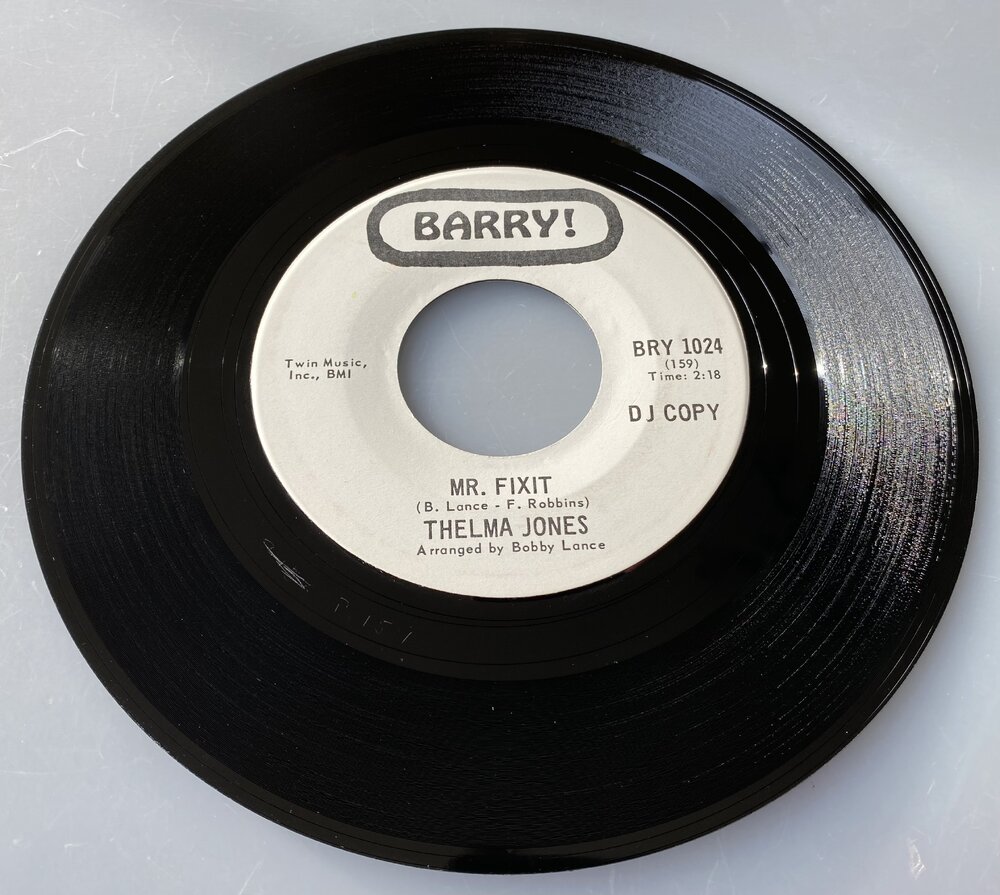 BARRY!
Twin Music,
Inc., BMI
BRY 1024
(159)
Time: 2:18
DJ COPY
MR. FIXIT
(B. Lance - F. Robbins)
THELMA JONES
Arranged by Bobby Lance